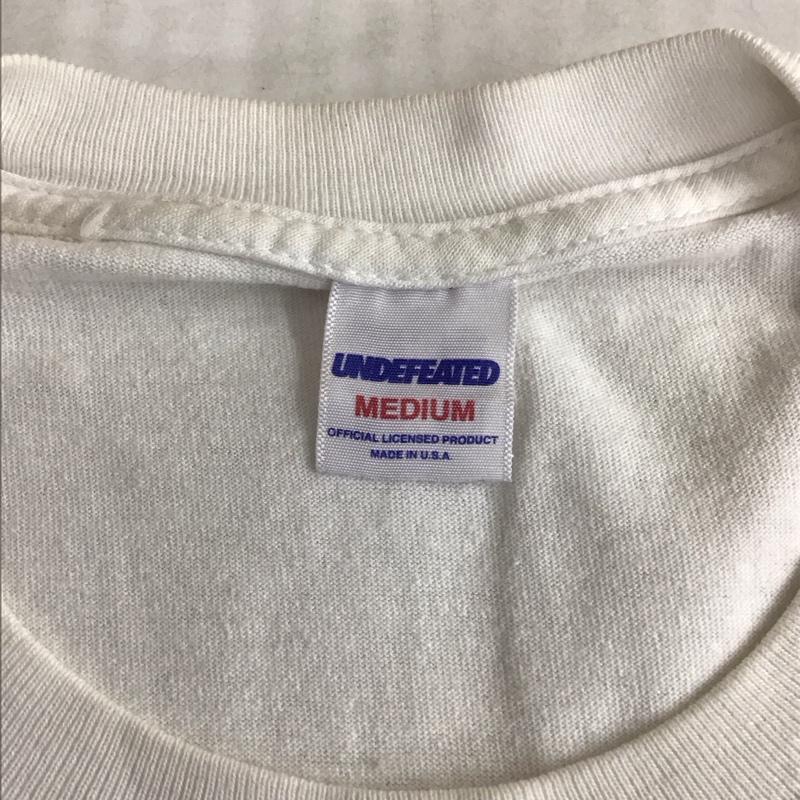 UNDEFEATED
MEDIUM
OFFICIAL LICENSED PRODUCT
MADE IN U.S.A